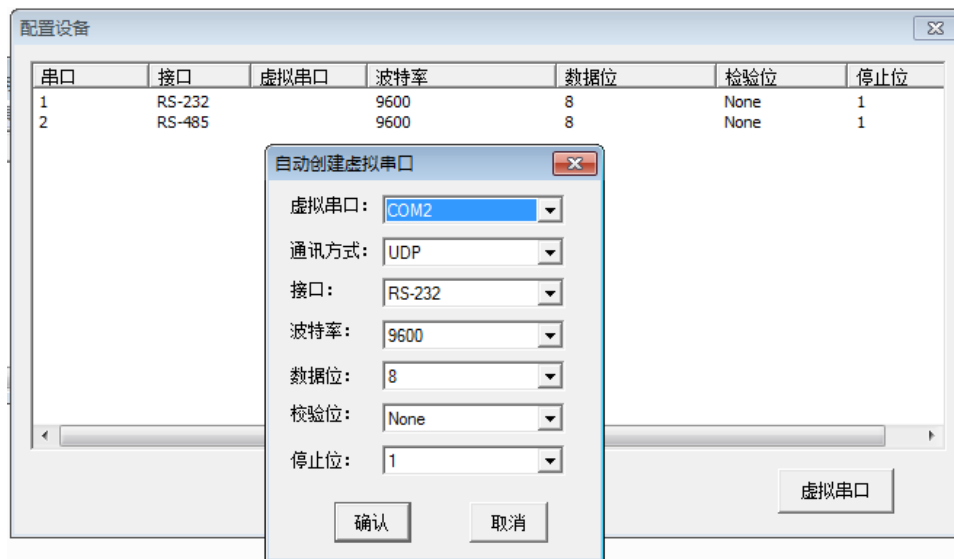 配置设备
串口 接口 虚拟串口 波特率 数据位 检验位 停止位
1 RS-232 9600 8 None 1
2 RS-485 9600 8 None 1
自动创建虚拟串口
虚拟串口: COM2
通讯方式: UDP
接口: RS-232
波特率: 9600
数据位: 8
校验位: None
停止位: 1
虚拟串口
确认 取消